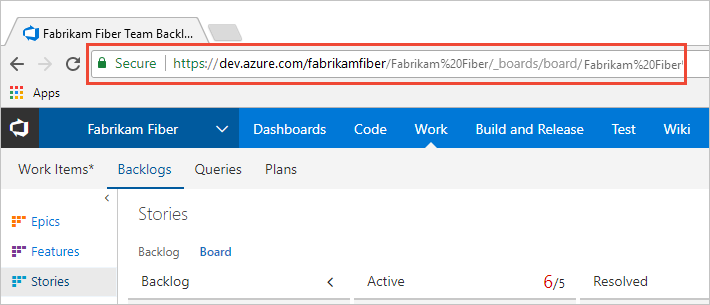 Fabrikam Fiber Team Backl
Secure https://dev.azure.com/fabrikamfiber/Fabrikam%20Fiber/_boards/board/Fabrikam%20Fiber
Apps
Fabrikam Fiber Dashboards Code Work Build and Release Test Wiki
Work Items* Backlogs Queries Plans
Stories
Epics
Backlog Board
Features
Stories
Backlog Active 6/5 Resolved